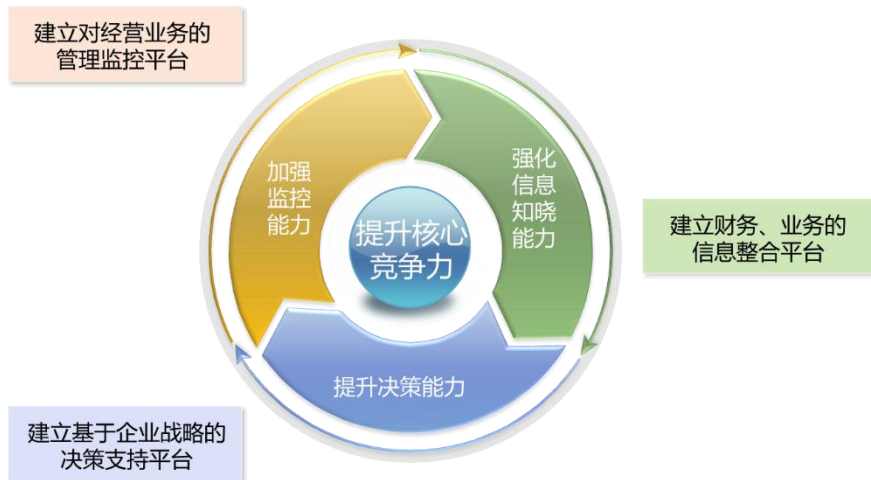 建立对经营业务的
管理监控平台
加强
监控
能力
强化
信息
知晓
能力
提升核心
竞争力
建立财务、业务的
信息整合平台
提升决策能力
建立基于企业战略的
决策支持平台